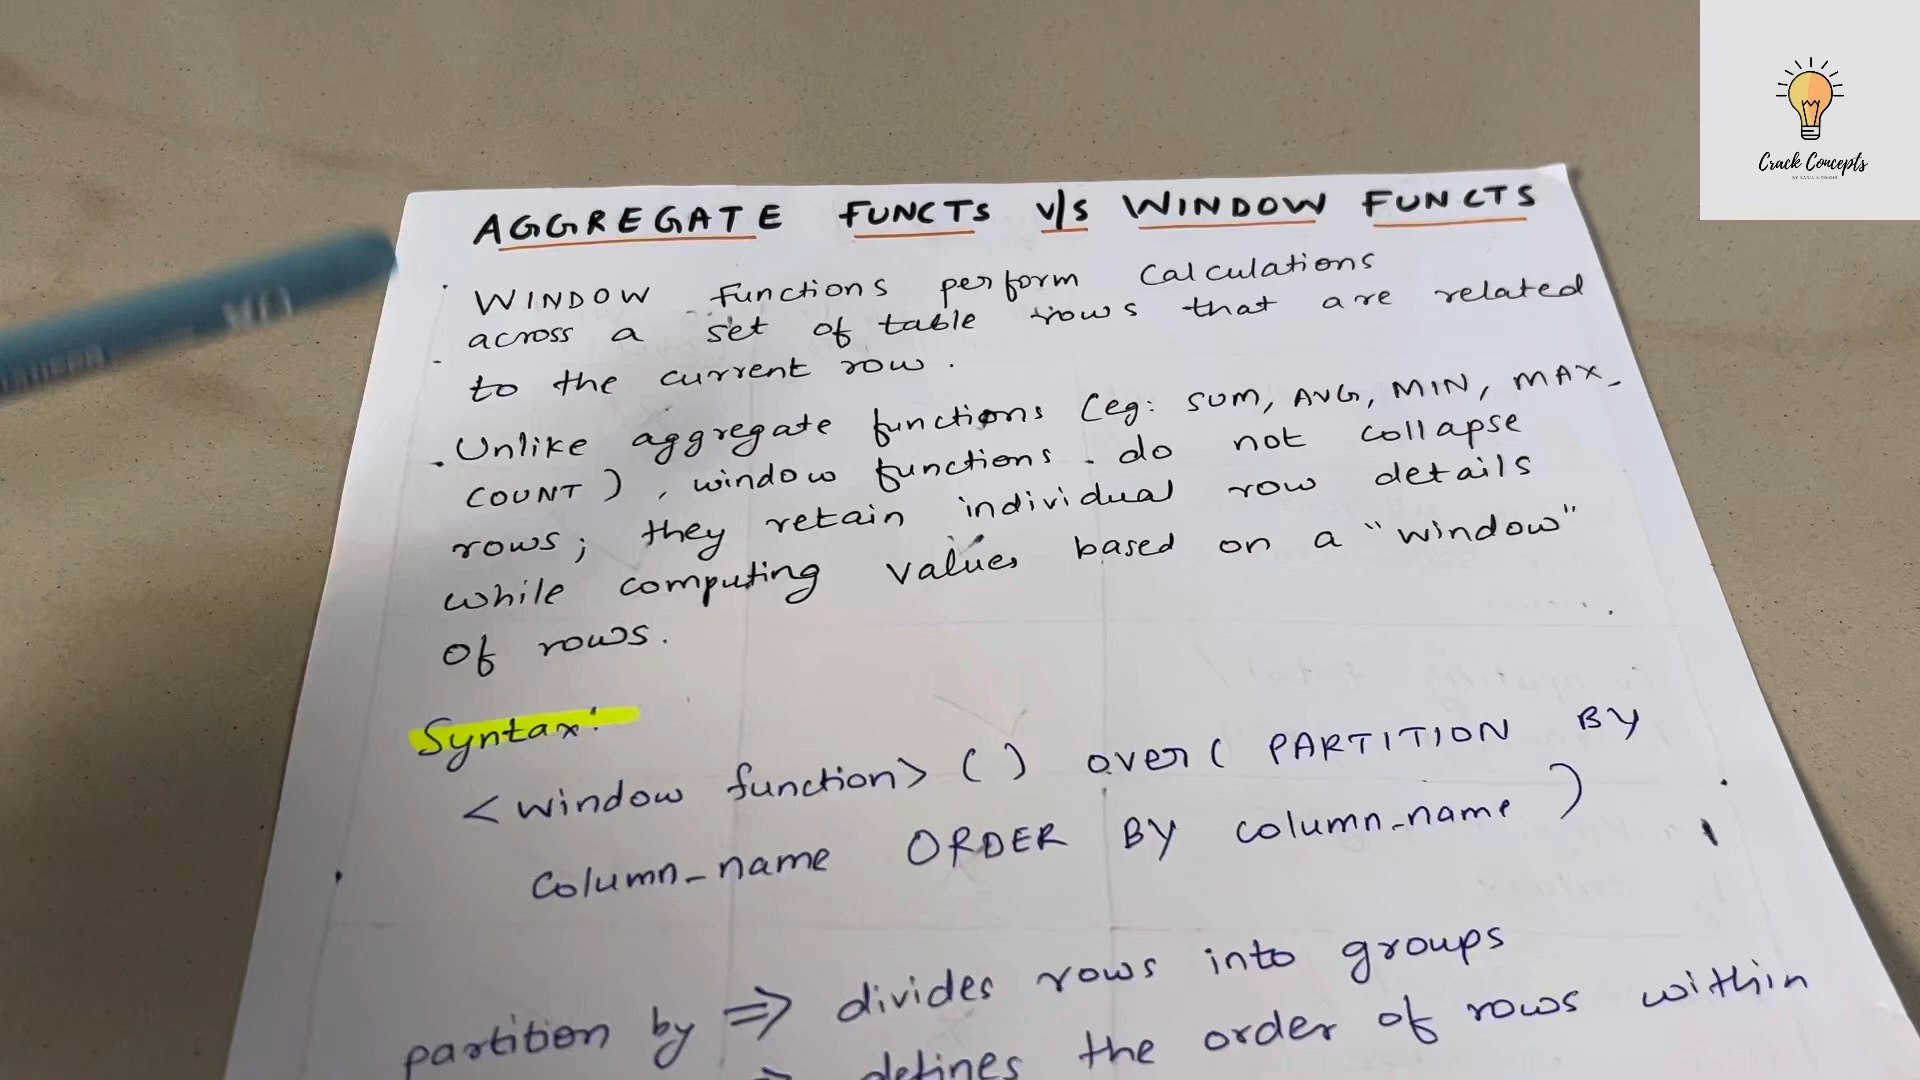 Crack Concepts
AGGREGATE FUNCTS V/S WINDOW FUNCTS
WINDOW functions perform calculations
across a set of table rows that are related
to the current row.
Unlike aggregate functions (eg: SUM, AVG, MIN, MAX,
COUNT), window functions do not collapse
rows; they retain individual row details
while computing values based on a "window"
of rows.
Syntax:
<window function> () over( PARTITION BY
column_name ORDER BY column_name )
partition by => divides rows into groups
=> defines the order of rows within